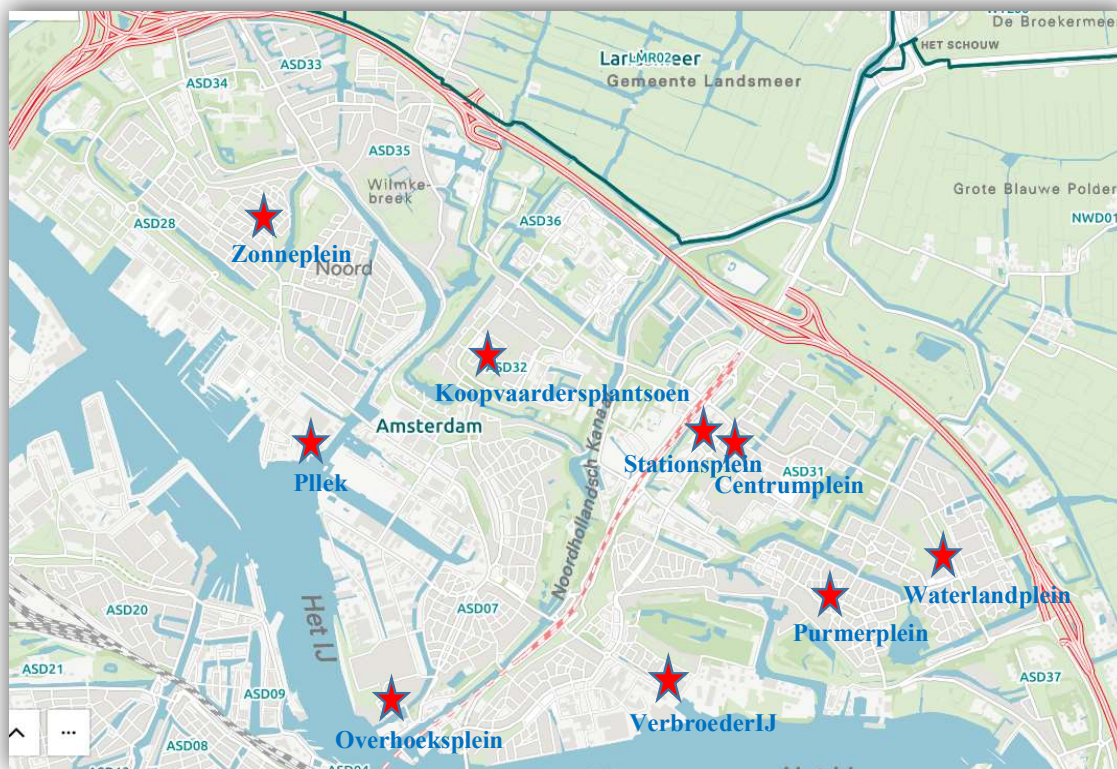 De Broekermee
HET SCHOUW
ASD33
LMR02
Gemeente Landsmeer
ASD34
ASD35
Wilmke-
breek
Grote Blauwe Polder
ASD28
ASD36
NWD01
Zonneplein
Noord
ASD32
Koopvaardersplantsoen
Amsterdam
Noordhollandsch Kanaal
Stationsplein
ASD31
Pllek
Centrumplein
Waterlandplein
Het IJ
ASD20
ASD07
Purmerplein
ASD21
ASD37
ASD09
VerbroederIJ
Overhoeksplein
ASD08